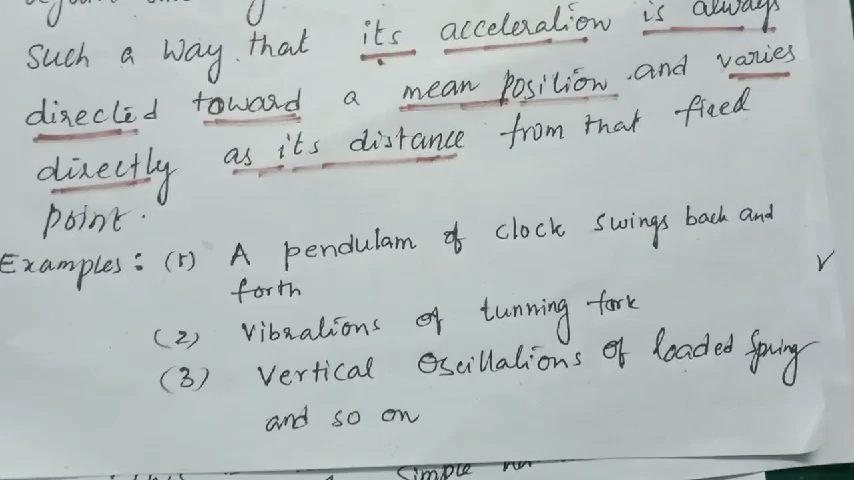 such a way that its acceleration is always
directed toward a mean position and varies
directly as its distance from that fixed
point.
Examples: (1) A pendulam of clock swings back and
forth
(2) Vibrations of tunning fork
(3) Vertical Oscillations of loaded Spring
and so on
Simple